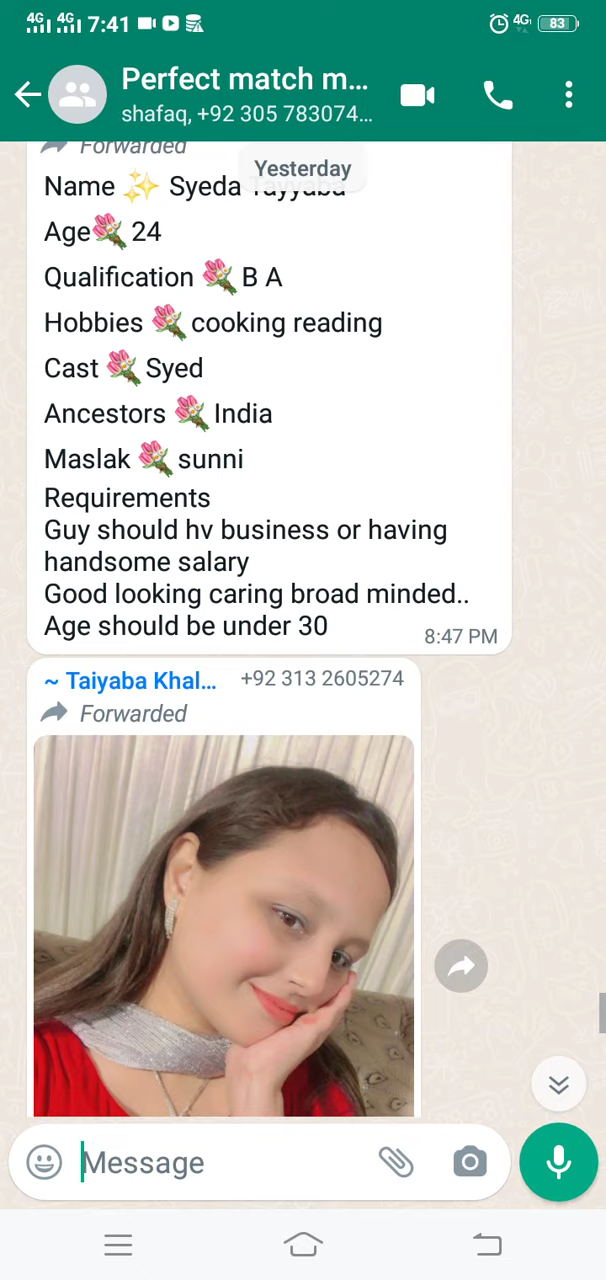 4G 4G 7:41 4G 83
Perfect match m...
shafaq, +92 305 783074...
Forwarded
Yesterday
Name ✨ Syeda Tayyaba
Age💐 24
Qualification 💐 B A
Hobbies 💐 cooking reading
Cast 💐 Syed
Ancestors 💐 India
Maslak 💐 sunni
Requirements
Guy should hv business or having
handsome salary
Good looking caring broad minded..
Age should be under 30
8:47 PM
~ Taiyaba Khal... +92 313 2605274
Forwarded
Message